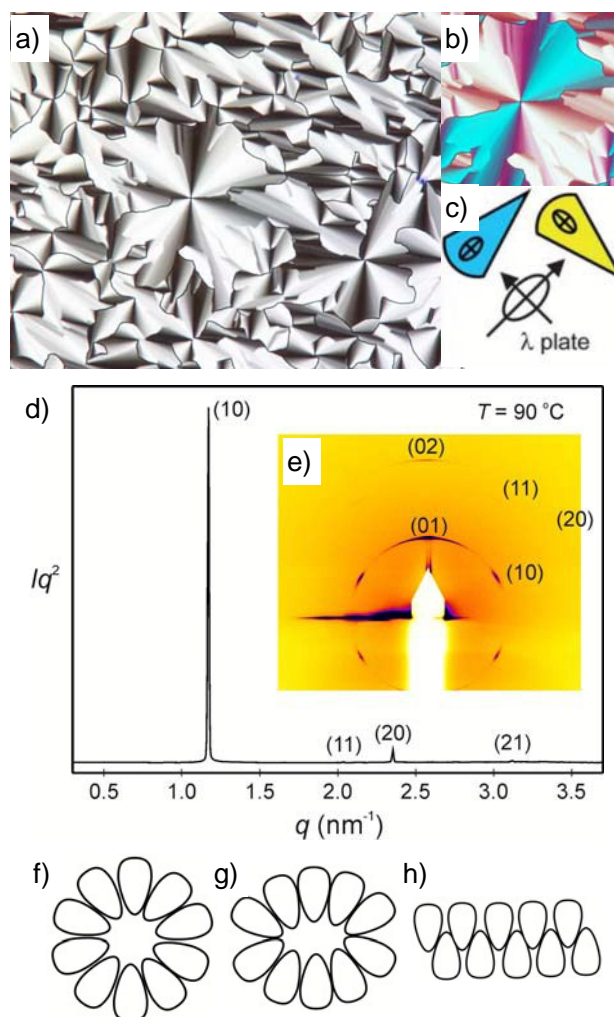 a)
b)
c)
λ plate
d)
(10)
T = 90 °C
e)
(02)
(11)
(20)
(01)
(10)
Iq²
(11)
(20)
(21)
0.5 1.0 1.5 2.0 2.5 3.0 3.5
q (nm⁻¹)
f)
g)
h)